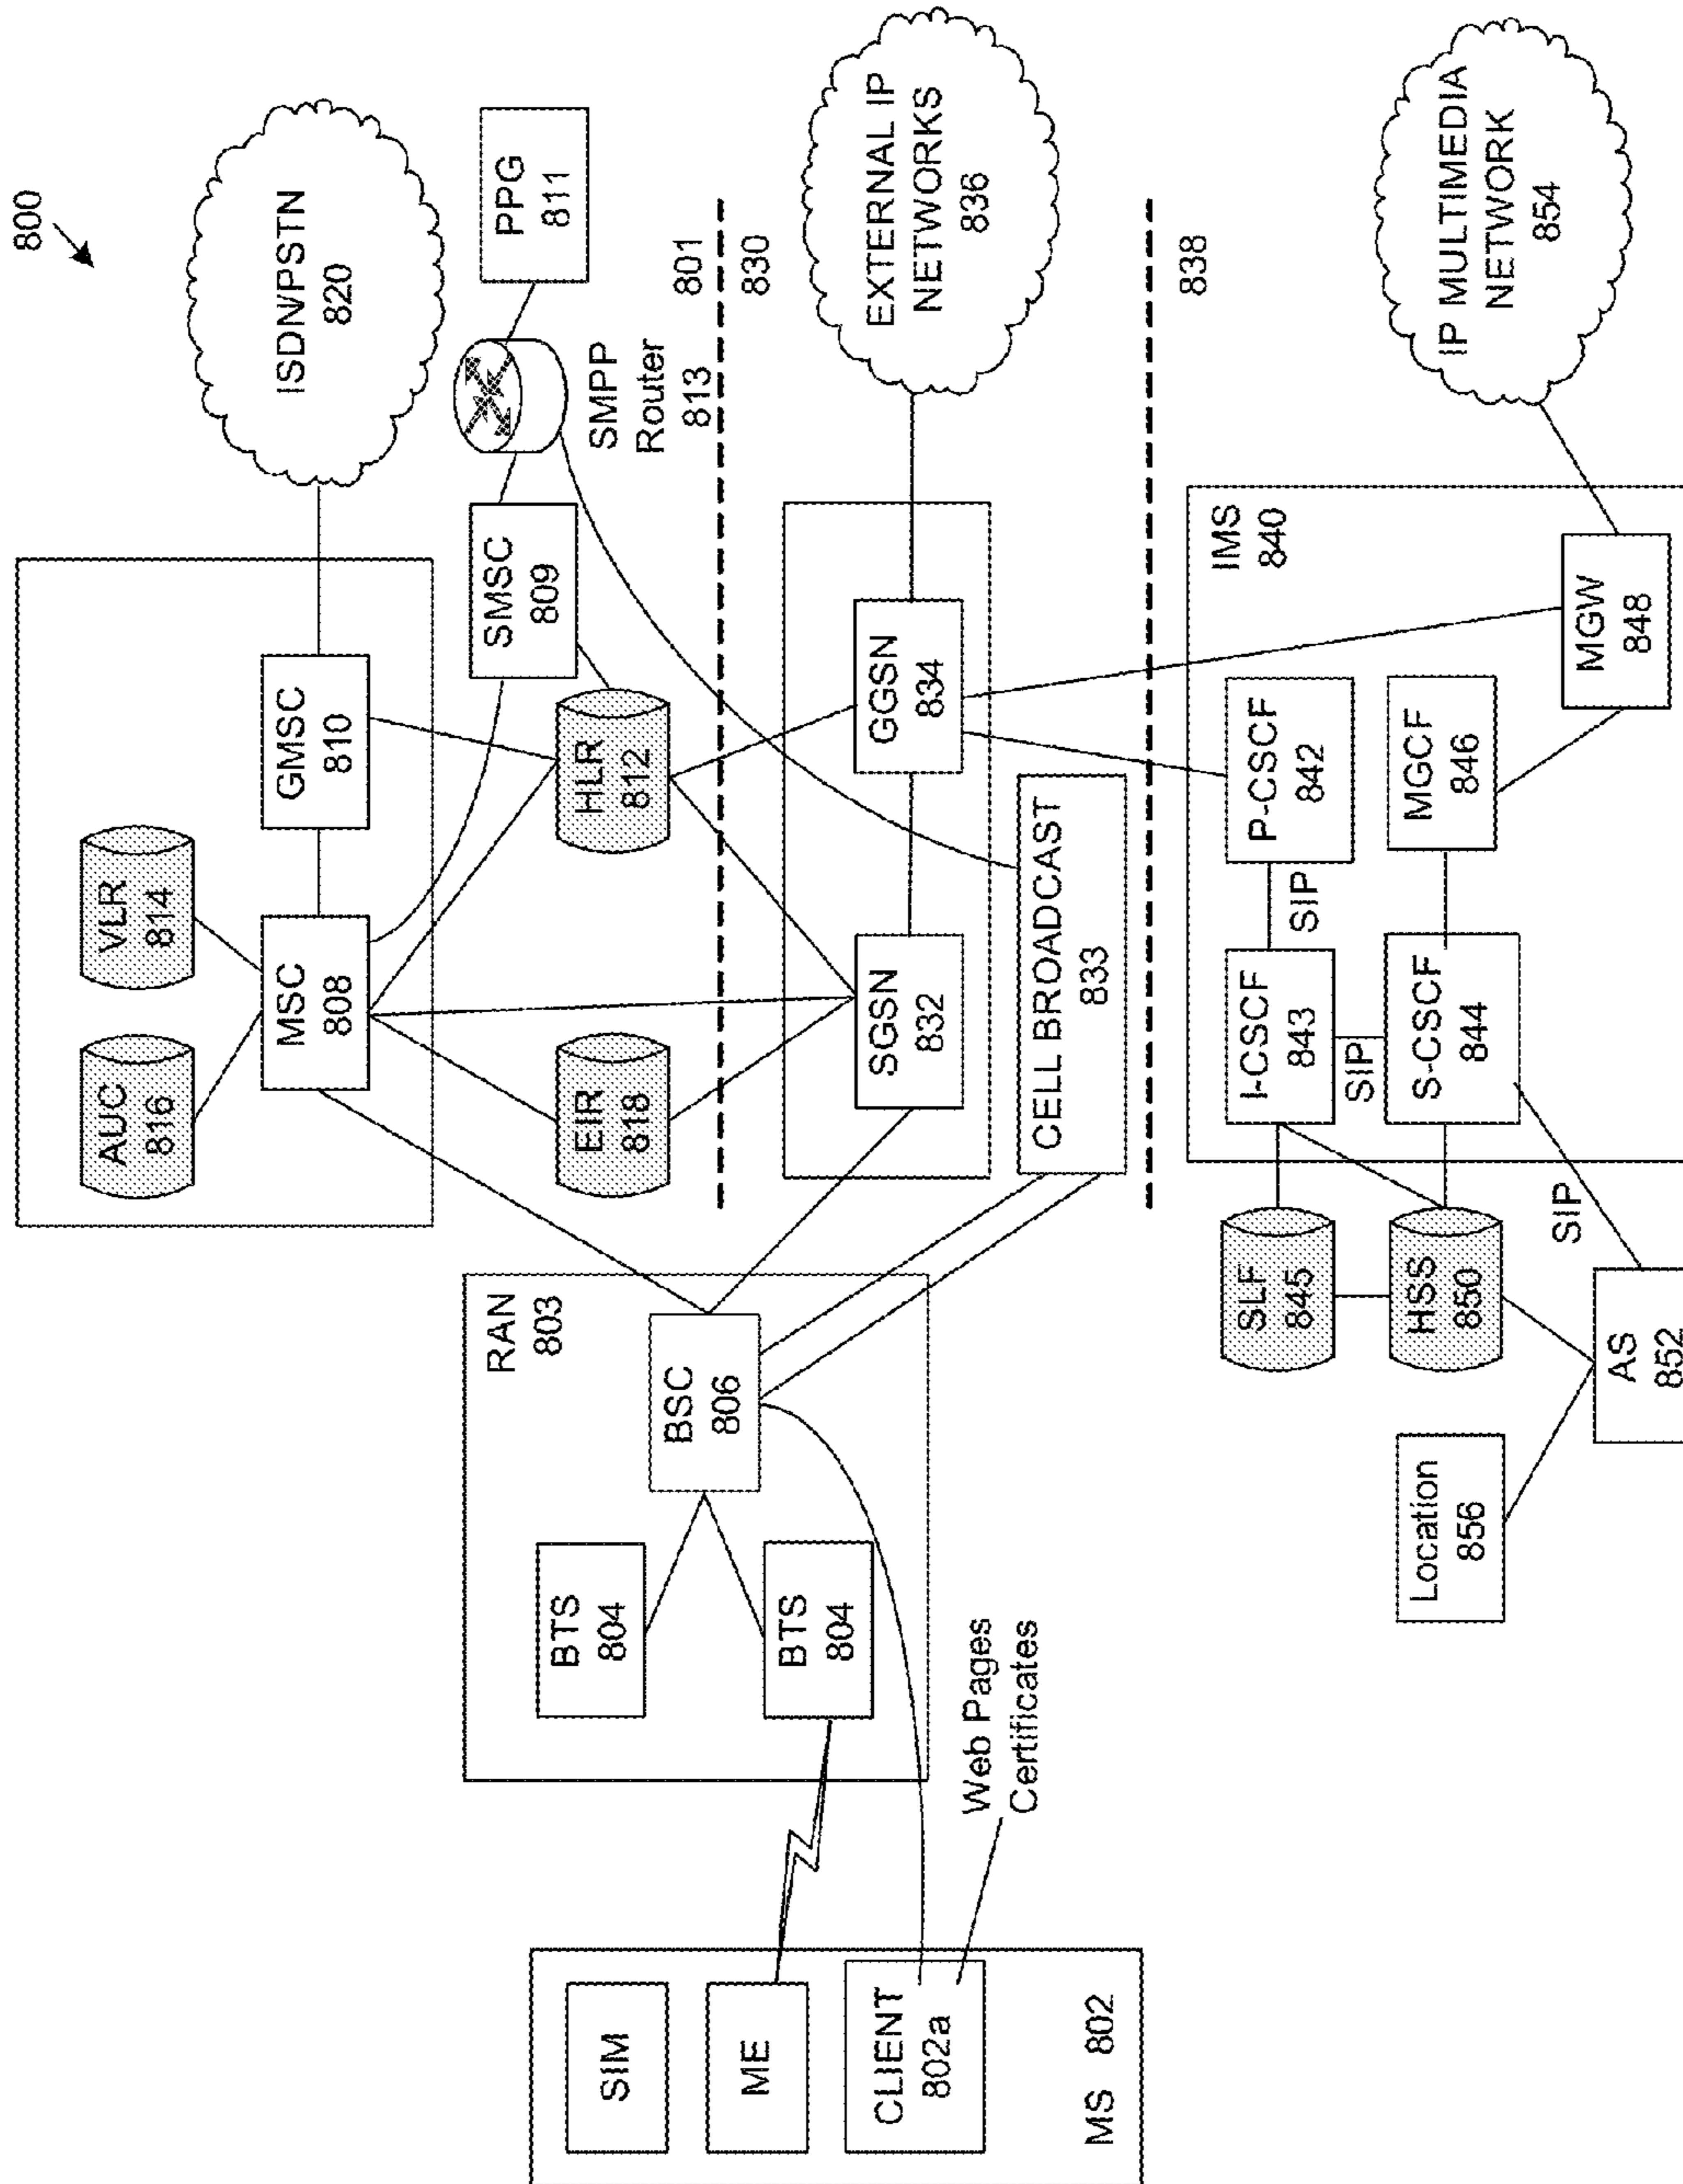 800
ISDN/PSTN
820
VLR
814
AUC
816
MSC
808
GMSC
810
SMSC
809
PPG
811
SMPP
Router
813
HLR
812
EIR
818
801
830
RAN
803
BTS
804
BTS
804
BSC
806
SGSN
832
GGSN
834
EXTERNAL IP
NETWORKS
836
CELL BROADCAST
833
SIM
ME
CLIENT
802a
MS 802
Web Pages
Certificates
838
IMS
840
P-CSCF
842
SIP
I-CSCF
843
SIP
S-CSCF
844
MGCF
846
MGW
848
IP MULTIMEDIA
NETWORK
854
SLF
845
HSS
850
SIP
Location
856
AS
852